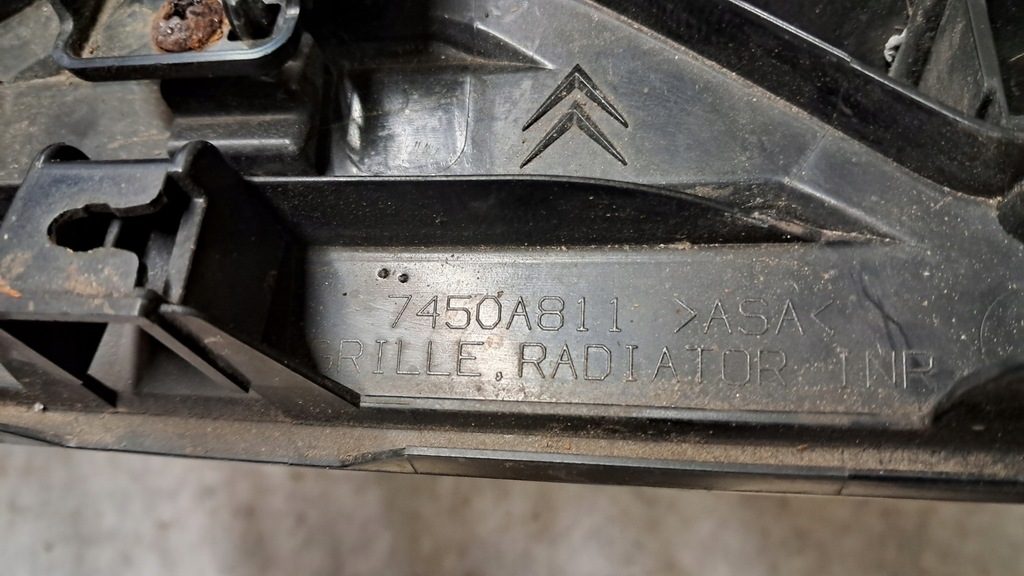 7450A811 >ASA<
GRILLE,RADIATOR INR